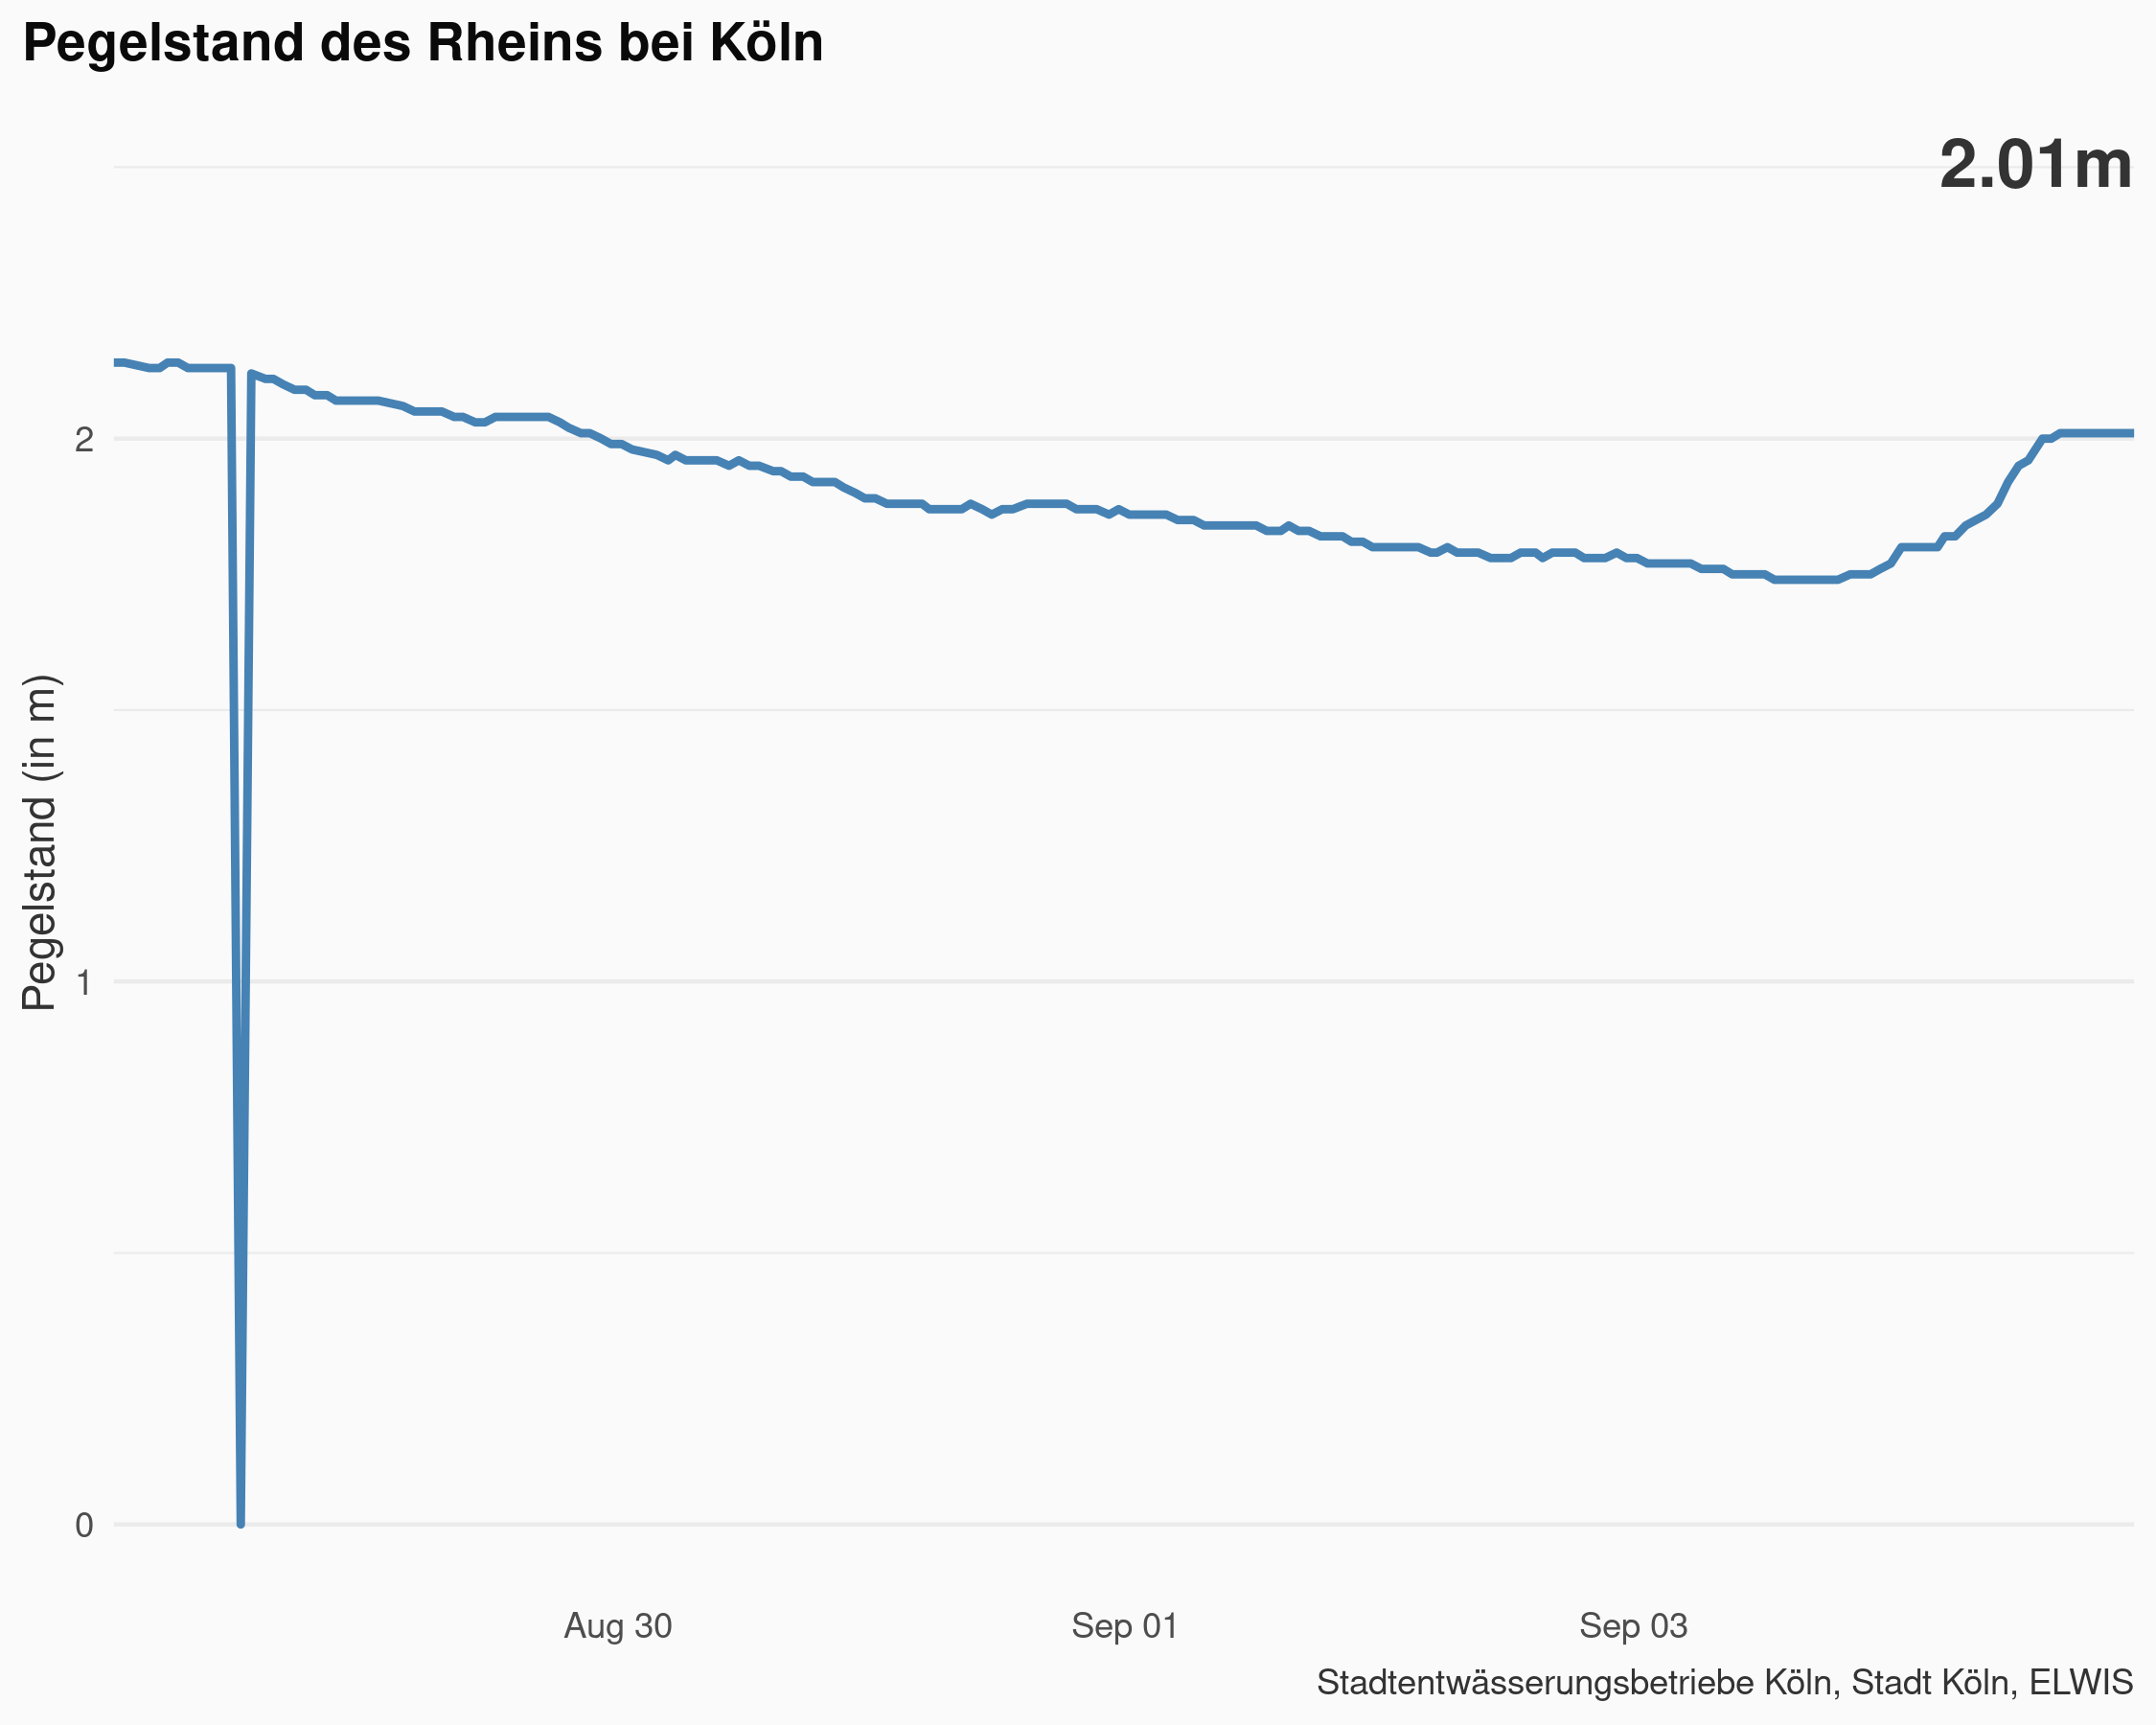 Pegelstand des Rheins bei Köln
2.01m
Pegelstand (in m)
2
1
0
Aug 30
Sep 01
Sep 03
Stadtentwässerungsbetriebe Köln, Stadt Köln, ELWIS